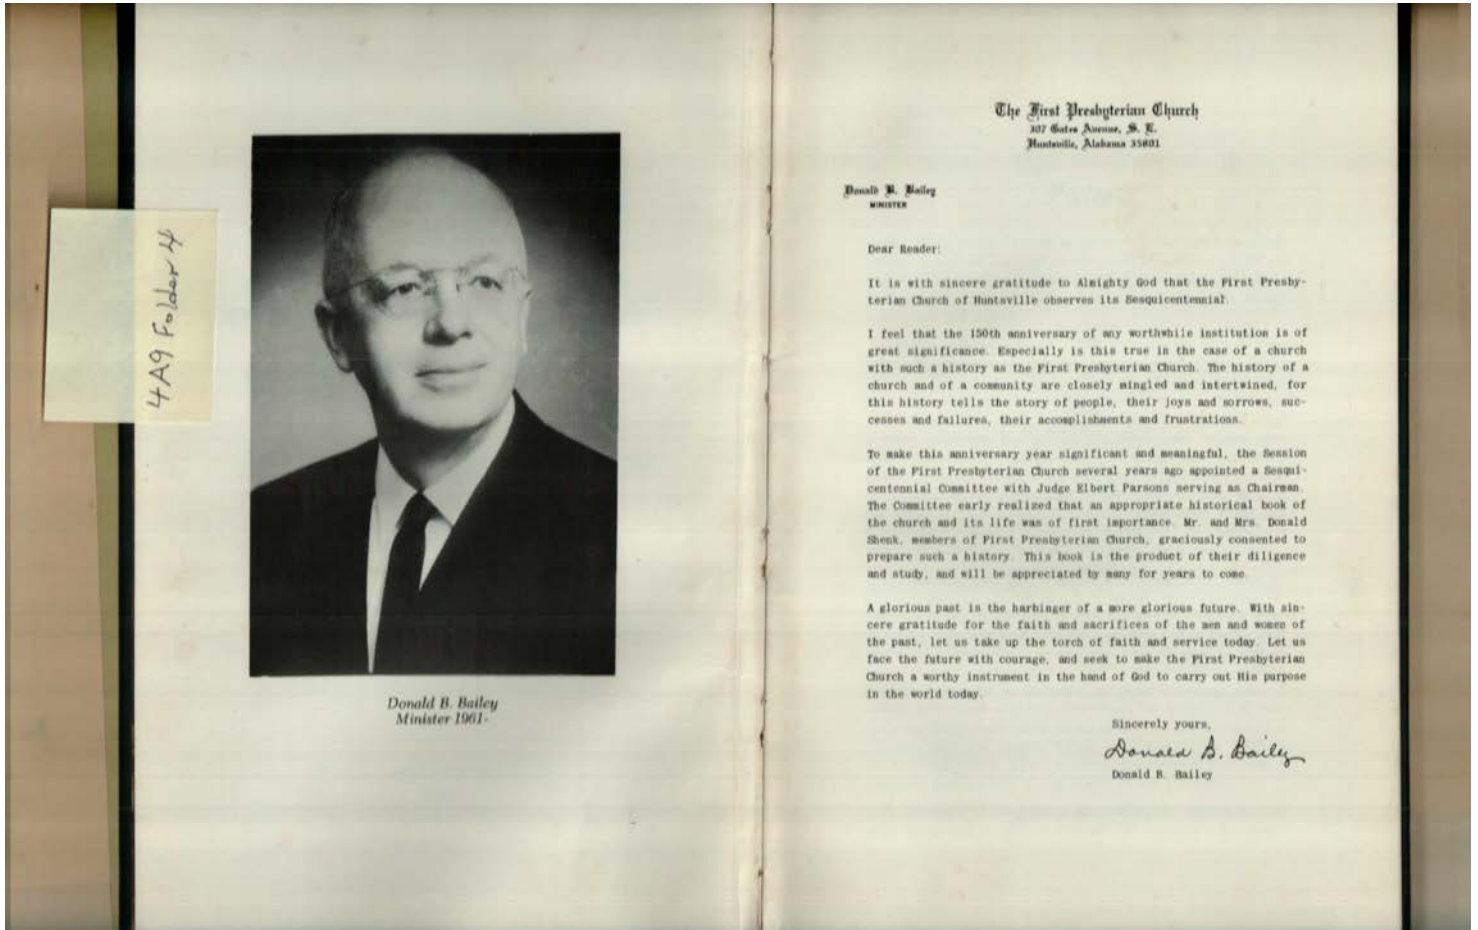 4A9 Folder 4
Donald B. Bailey
Minister 1961-
The First Presbyterian Church
307 Gates Avenue, S. E.
Huntsville, Alabama 35801
Donald B. Bailey
MINISTER
Dear Reader:
It is with sincere gratitude to Almighty God that the First Presby-
terian Church of Huntsville observes its Sesquicentennial.
I feel that the 150th anniversary of any worthwhile institution is of
great significance. Especially is this true in the case of a church
with such a history as the First Presbyterian Church. The history of a
church and of a community are closely mingled and intertwined, for
this history tells the story of people, their joys and sorrows, suc-
cesses and failures, their accomplishments and frustrations.
To make this anniversary year significant and meaningful, the Session
of the First Presbyterian Church several years ago appointed a Sesqui-
centennial Committee with Judge Elbert Parsons serving as Chairman.
The Committee early realized that an appropriate historical book of
the church and its life was of first importance. Mr. and Mrs. Donald
Shenk, members of First Presbyterian Church, graciously consented to
prepare such a history. This book is the product of their diligence
and study, and will be appreciated by many for years to come.
A glorious past is the harbinger of a more glorious future. With sin-
cere gratitude for the faith and sacrifices of the men and women of
the past, let us take up the torch of faith and service today. Let us
face the future with courage, and seek to make the First Presbyterian
Church a worthy instrument in the hand of God to carry out His purpose
in the world today.
Sincerely yours,
Donald B. Bailey
Donald B. Bailey